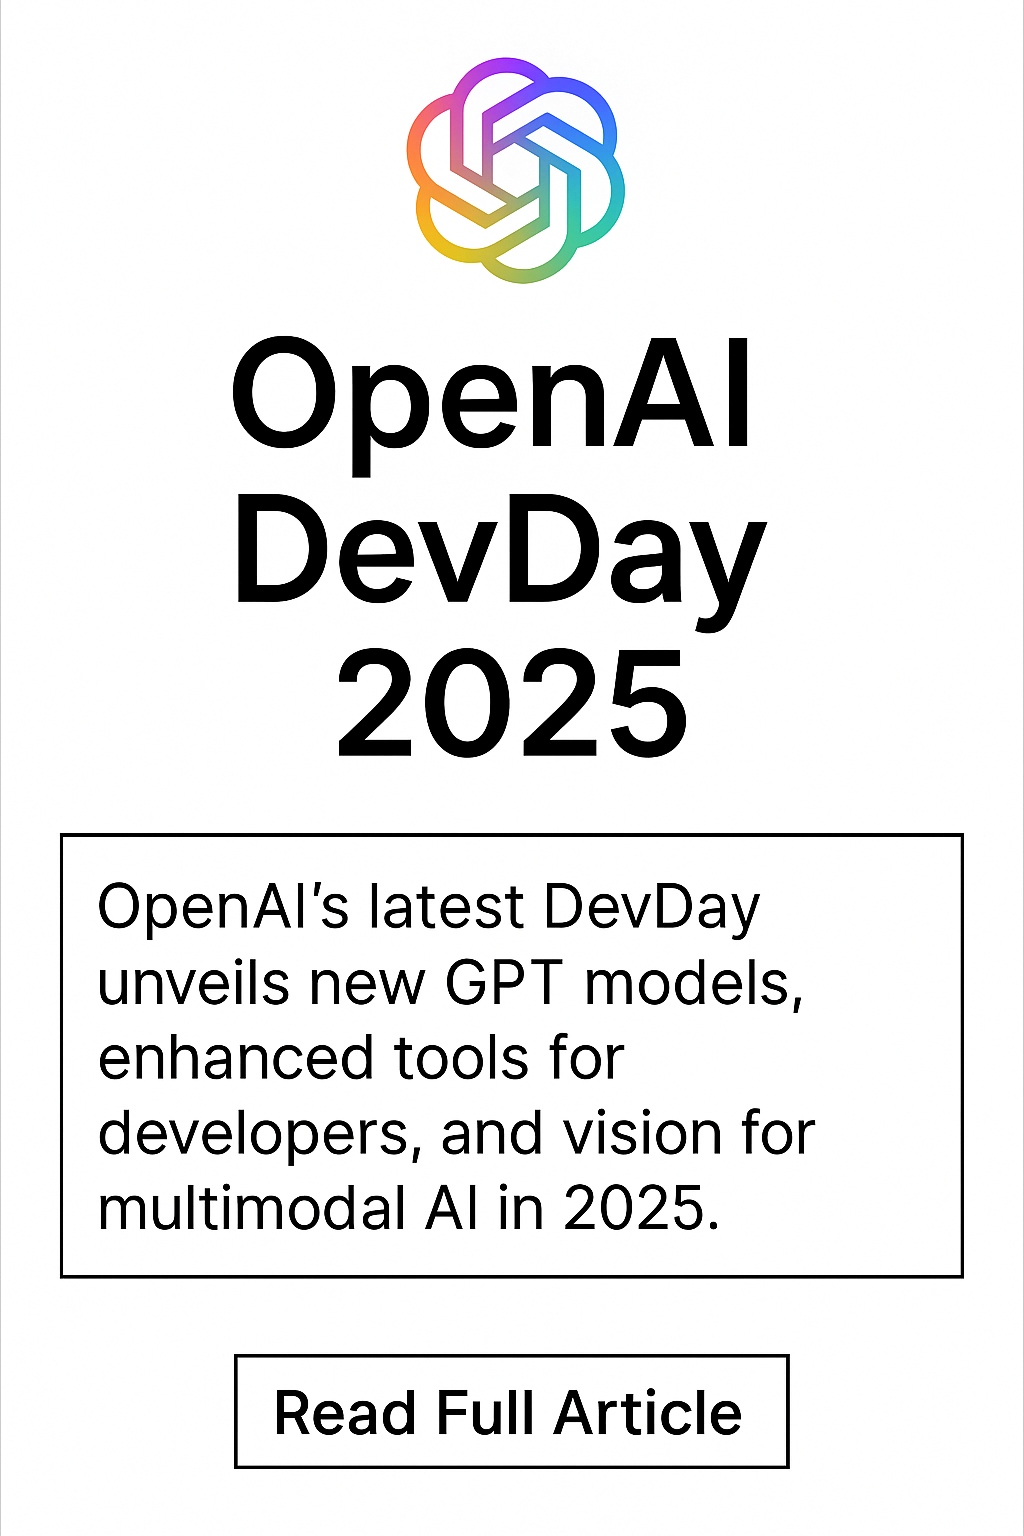 OpenAI
DevDay
2025
OpenAI’s latest DevDay
unveils new GPT models,
enhanced tools for
developers, and vision for
multimodal AI in 2025.
Read Full Article